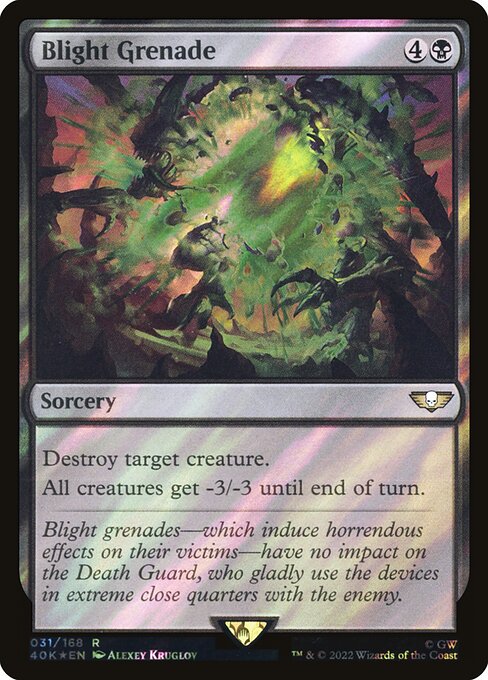 Blight Grenade 4
Sorcery
Destroy target creature.
All creatures get -3/-3 until end of turn.
Blight grenades—which induce horrendous
effects on their victims—have no impact on
the Death Guard, who gladly use the devices
in extreme close quarters with the enemy.
031/168 R
© GW
40K★EN Alexey Kruglov
™ & © 2022 Wizards of the Coast